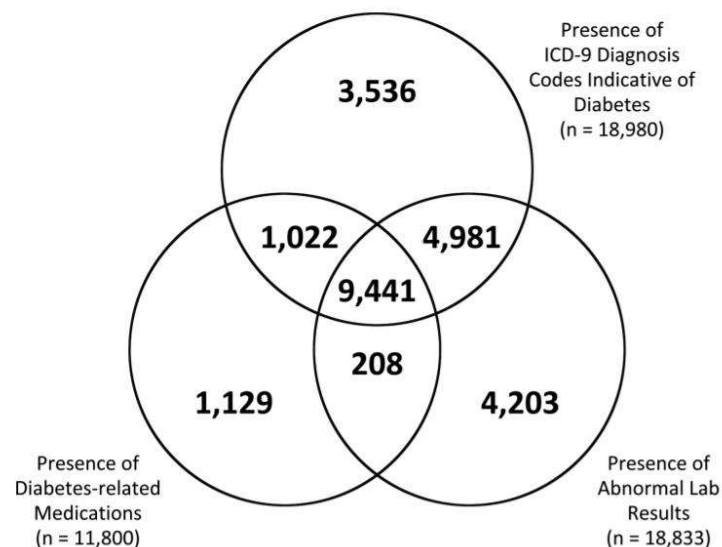 Presence of
ICD-9 Diagnosis
Codes Indicative of
Diabetes
(n = 18,980)
3,536
1,022
4,981
9,441
208
1,129
4,203
Presence of
Diabetes-related
Medications
(n = 11,800)
Presence of
Abnormal Lab
Results
(n = 18,833)